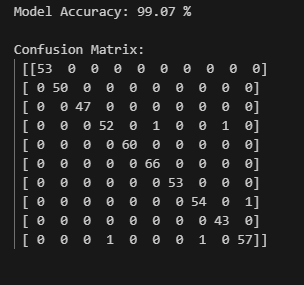 Model Accuracy: 99.07 %
Confusion Matrix:
[[53 0 0 0 0 0 0 0 0 0]
[ 0 50 0 0 0 0 0 0 0 0]
[ 0 0 47 0 0 0 0 0 0 0]
[ 0 0 0 52 0 1 0 0 1 0]
[ 0 0 0 0 60 0 0 0 0 0]
[ 0 0 0 0 0 66 0 0 0 0]
[ 0 0 0 0 0 0 53 0 0 0]
[ 0 0 0 0 0 0 0 54 0 1]
[ 0 0 0 0 0 0 0 0 43 0]
[ 0 0 0 1 0 0 0 1 0 57]]